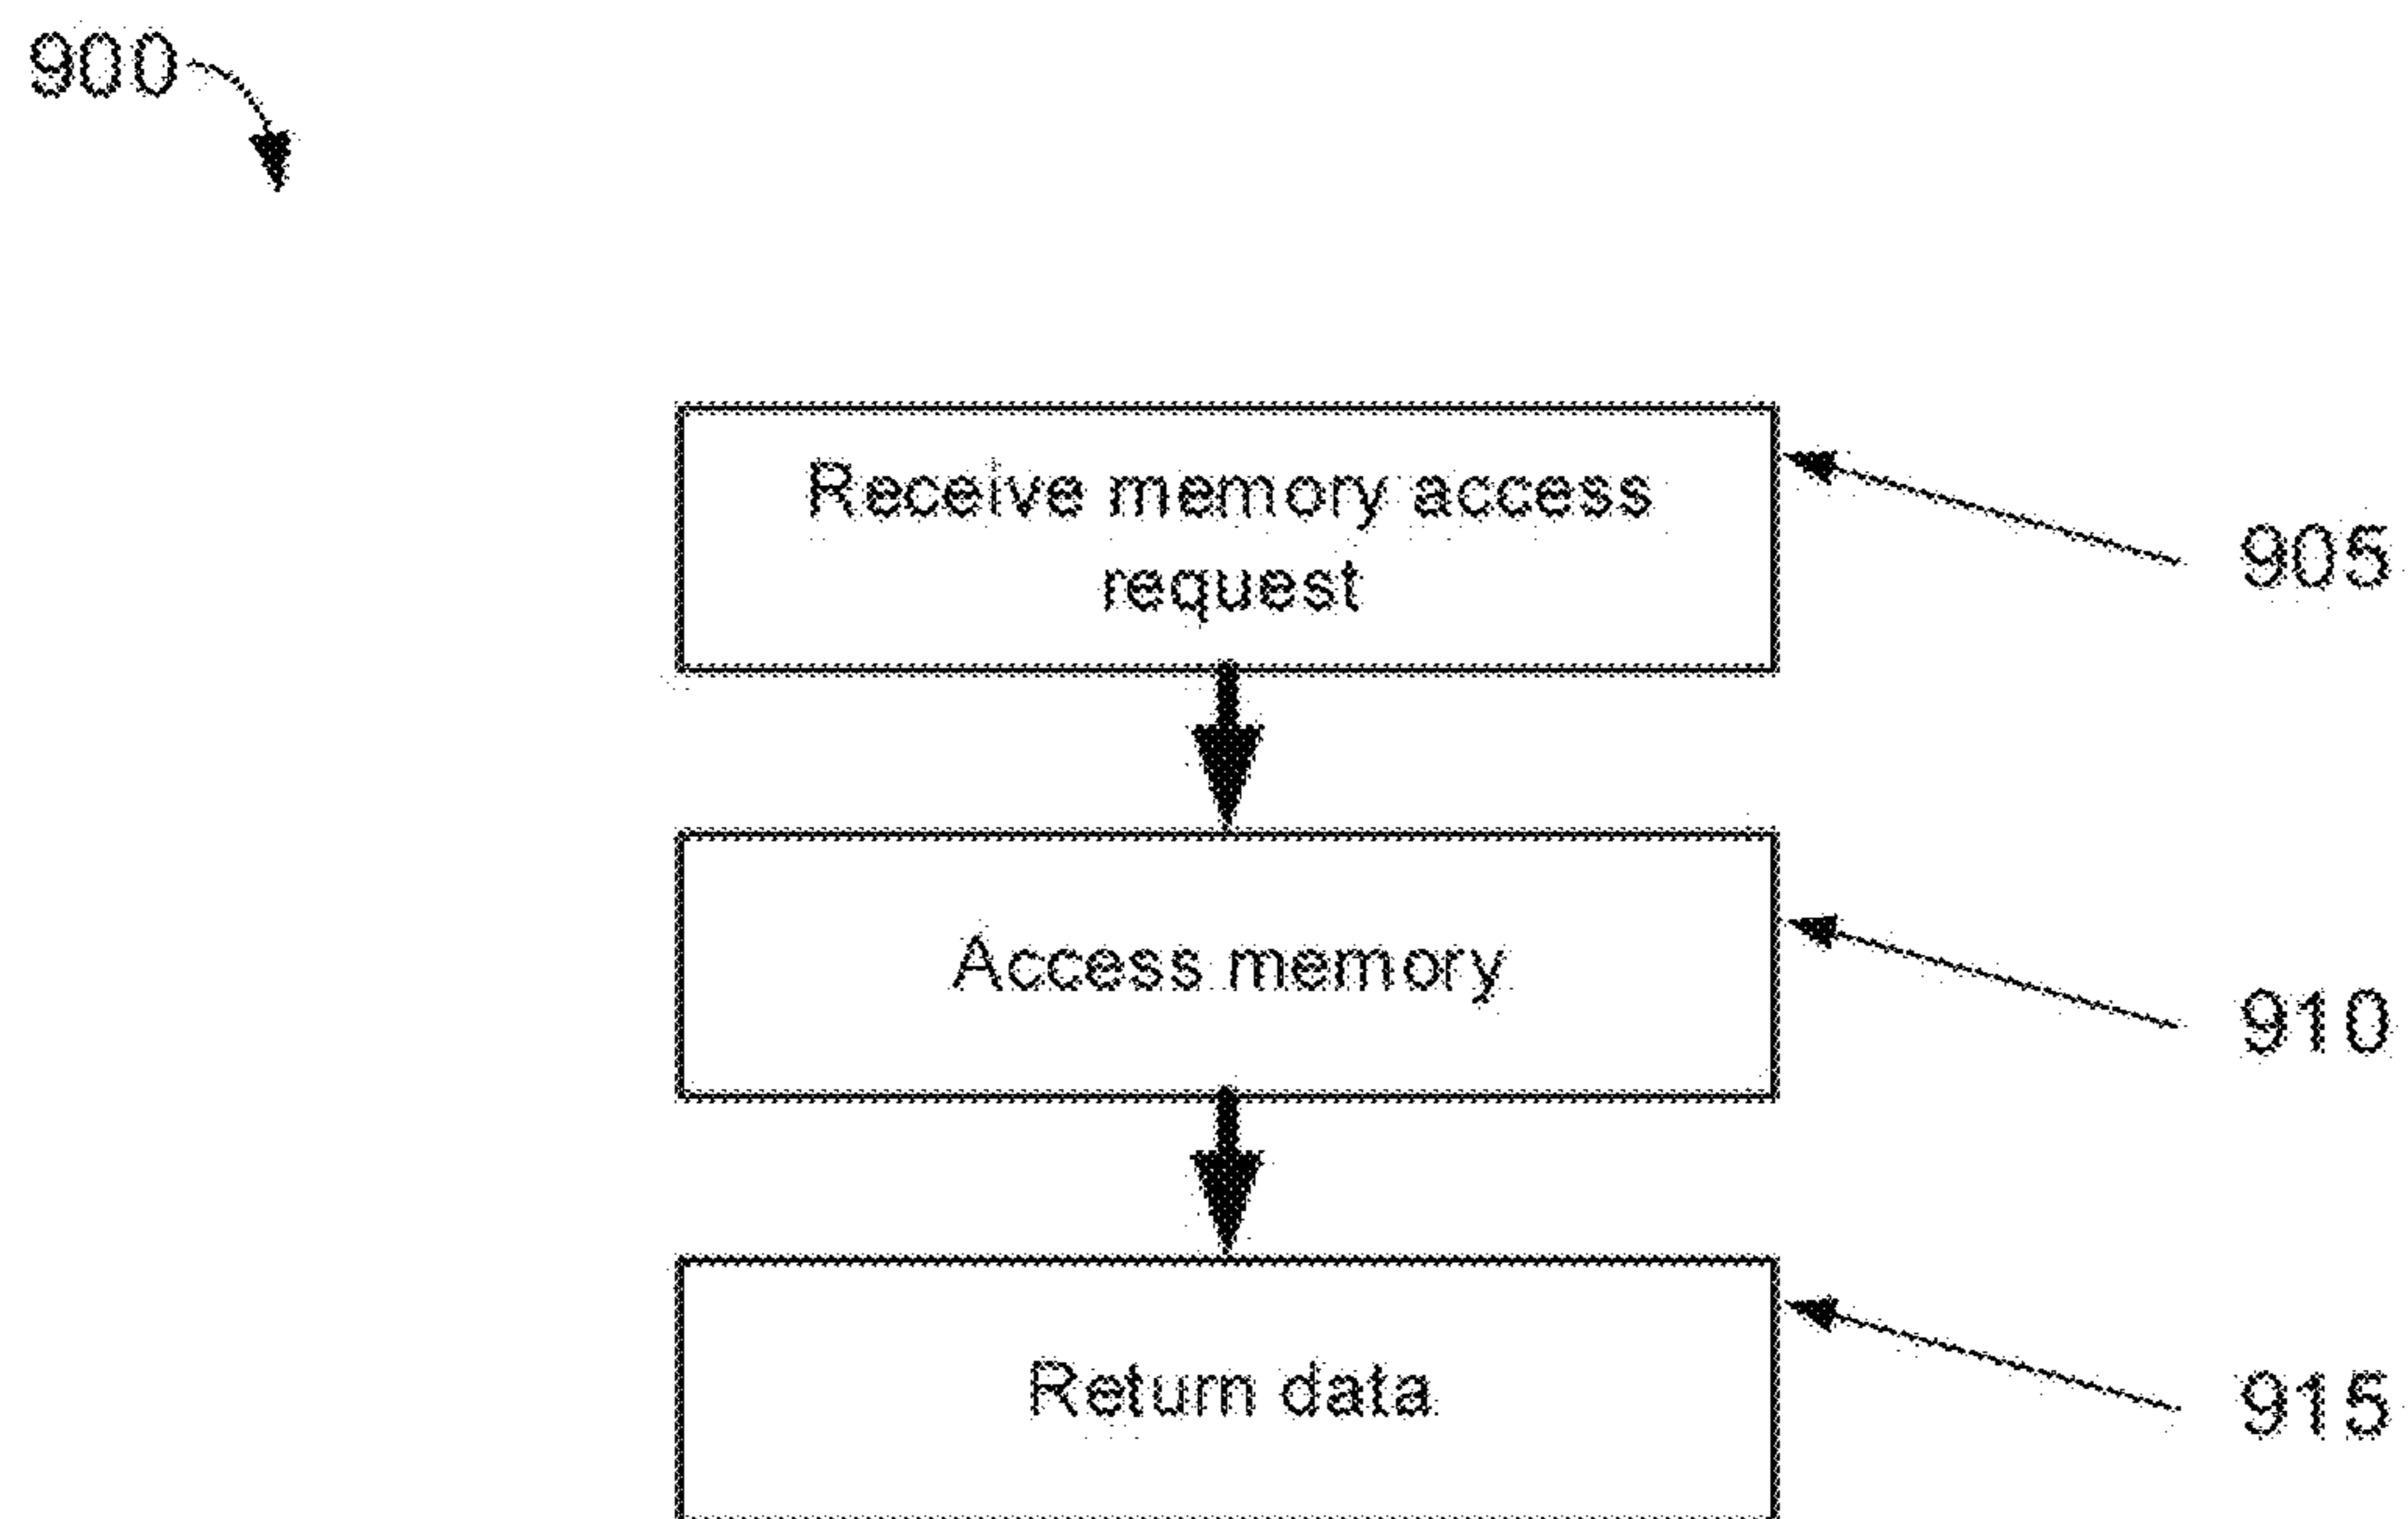 900
Receive memory access
request
905
Access memory
910
Return data
915